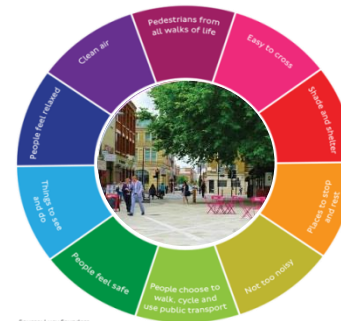 Pedestrians from
all walks of life
Easy to cross
Shade and shelter
Places to stop
and rest
Not too noisy
People choose to
walk, cycle and
use public transport
People feel safe
Things to see
and do
People feel relaxed
Clean air